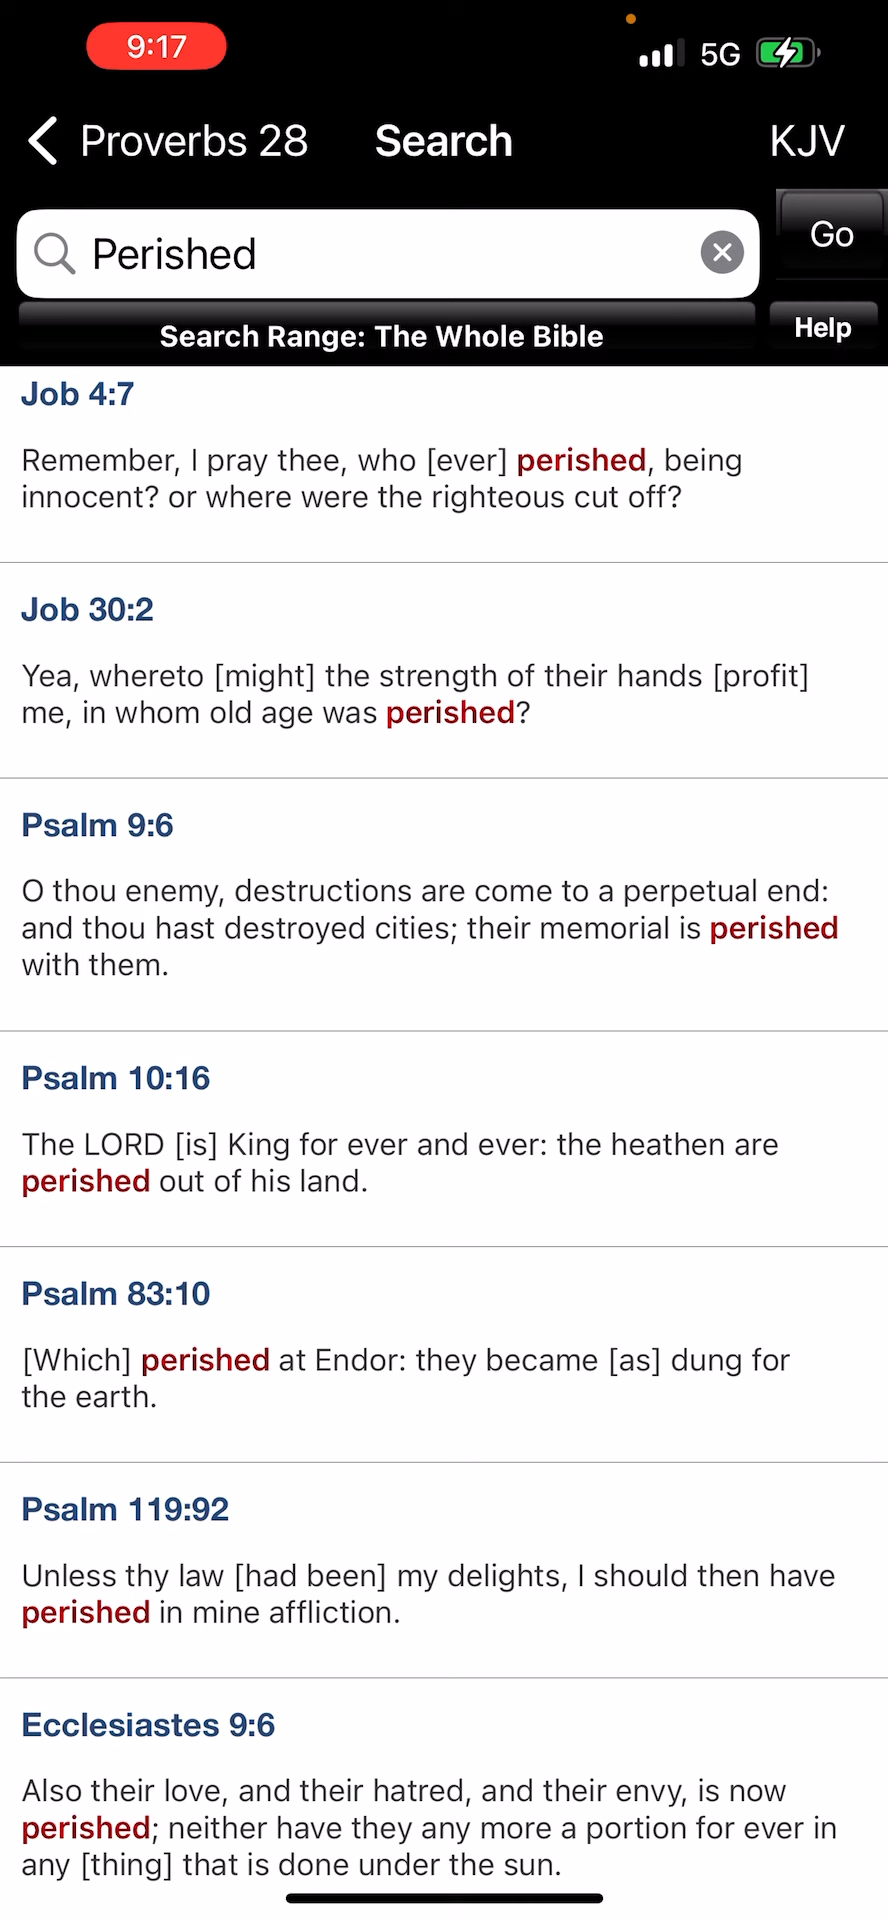 9:17
5G
Proverbs 28 Search KJV
Perished
Go
Search Range: The Whole Bible
Help
Job 4:7
Remember, I pray thee, who [ever] perished, being
innocent? or where were the righteous cut off?
Job 30:2
Yea, whereto [might] the strength of their hands [profit]
me, in whom old age was perished?
Psalm 9:6
O thou enemy, destructions are come to a perpetual end:
and thou hast destroyed cities; their memorial is perished
with them.
Psalm 10:16
The LORD [is] King for ever and ever: the heathen are
perished out of his land.
Psalm 83:10
[Which] perished at Endor: they became [as] dung for
the earth.
Psalm 119:92
Unless thy law [had been] my delights, I should then have
perished in mine affliction.
Ecclesiastes 9:6
Also their love, and their hatred, and their envy, is now
perished; neither have they any more a portion for ever in
any [thing] that is done under the sun.